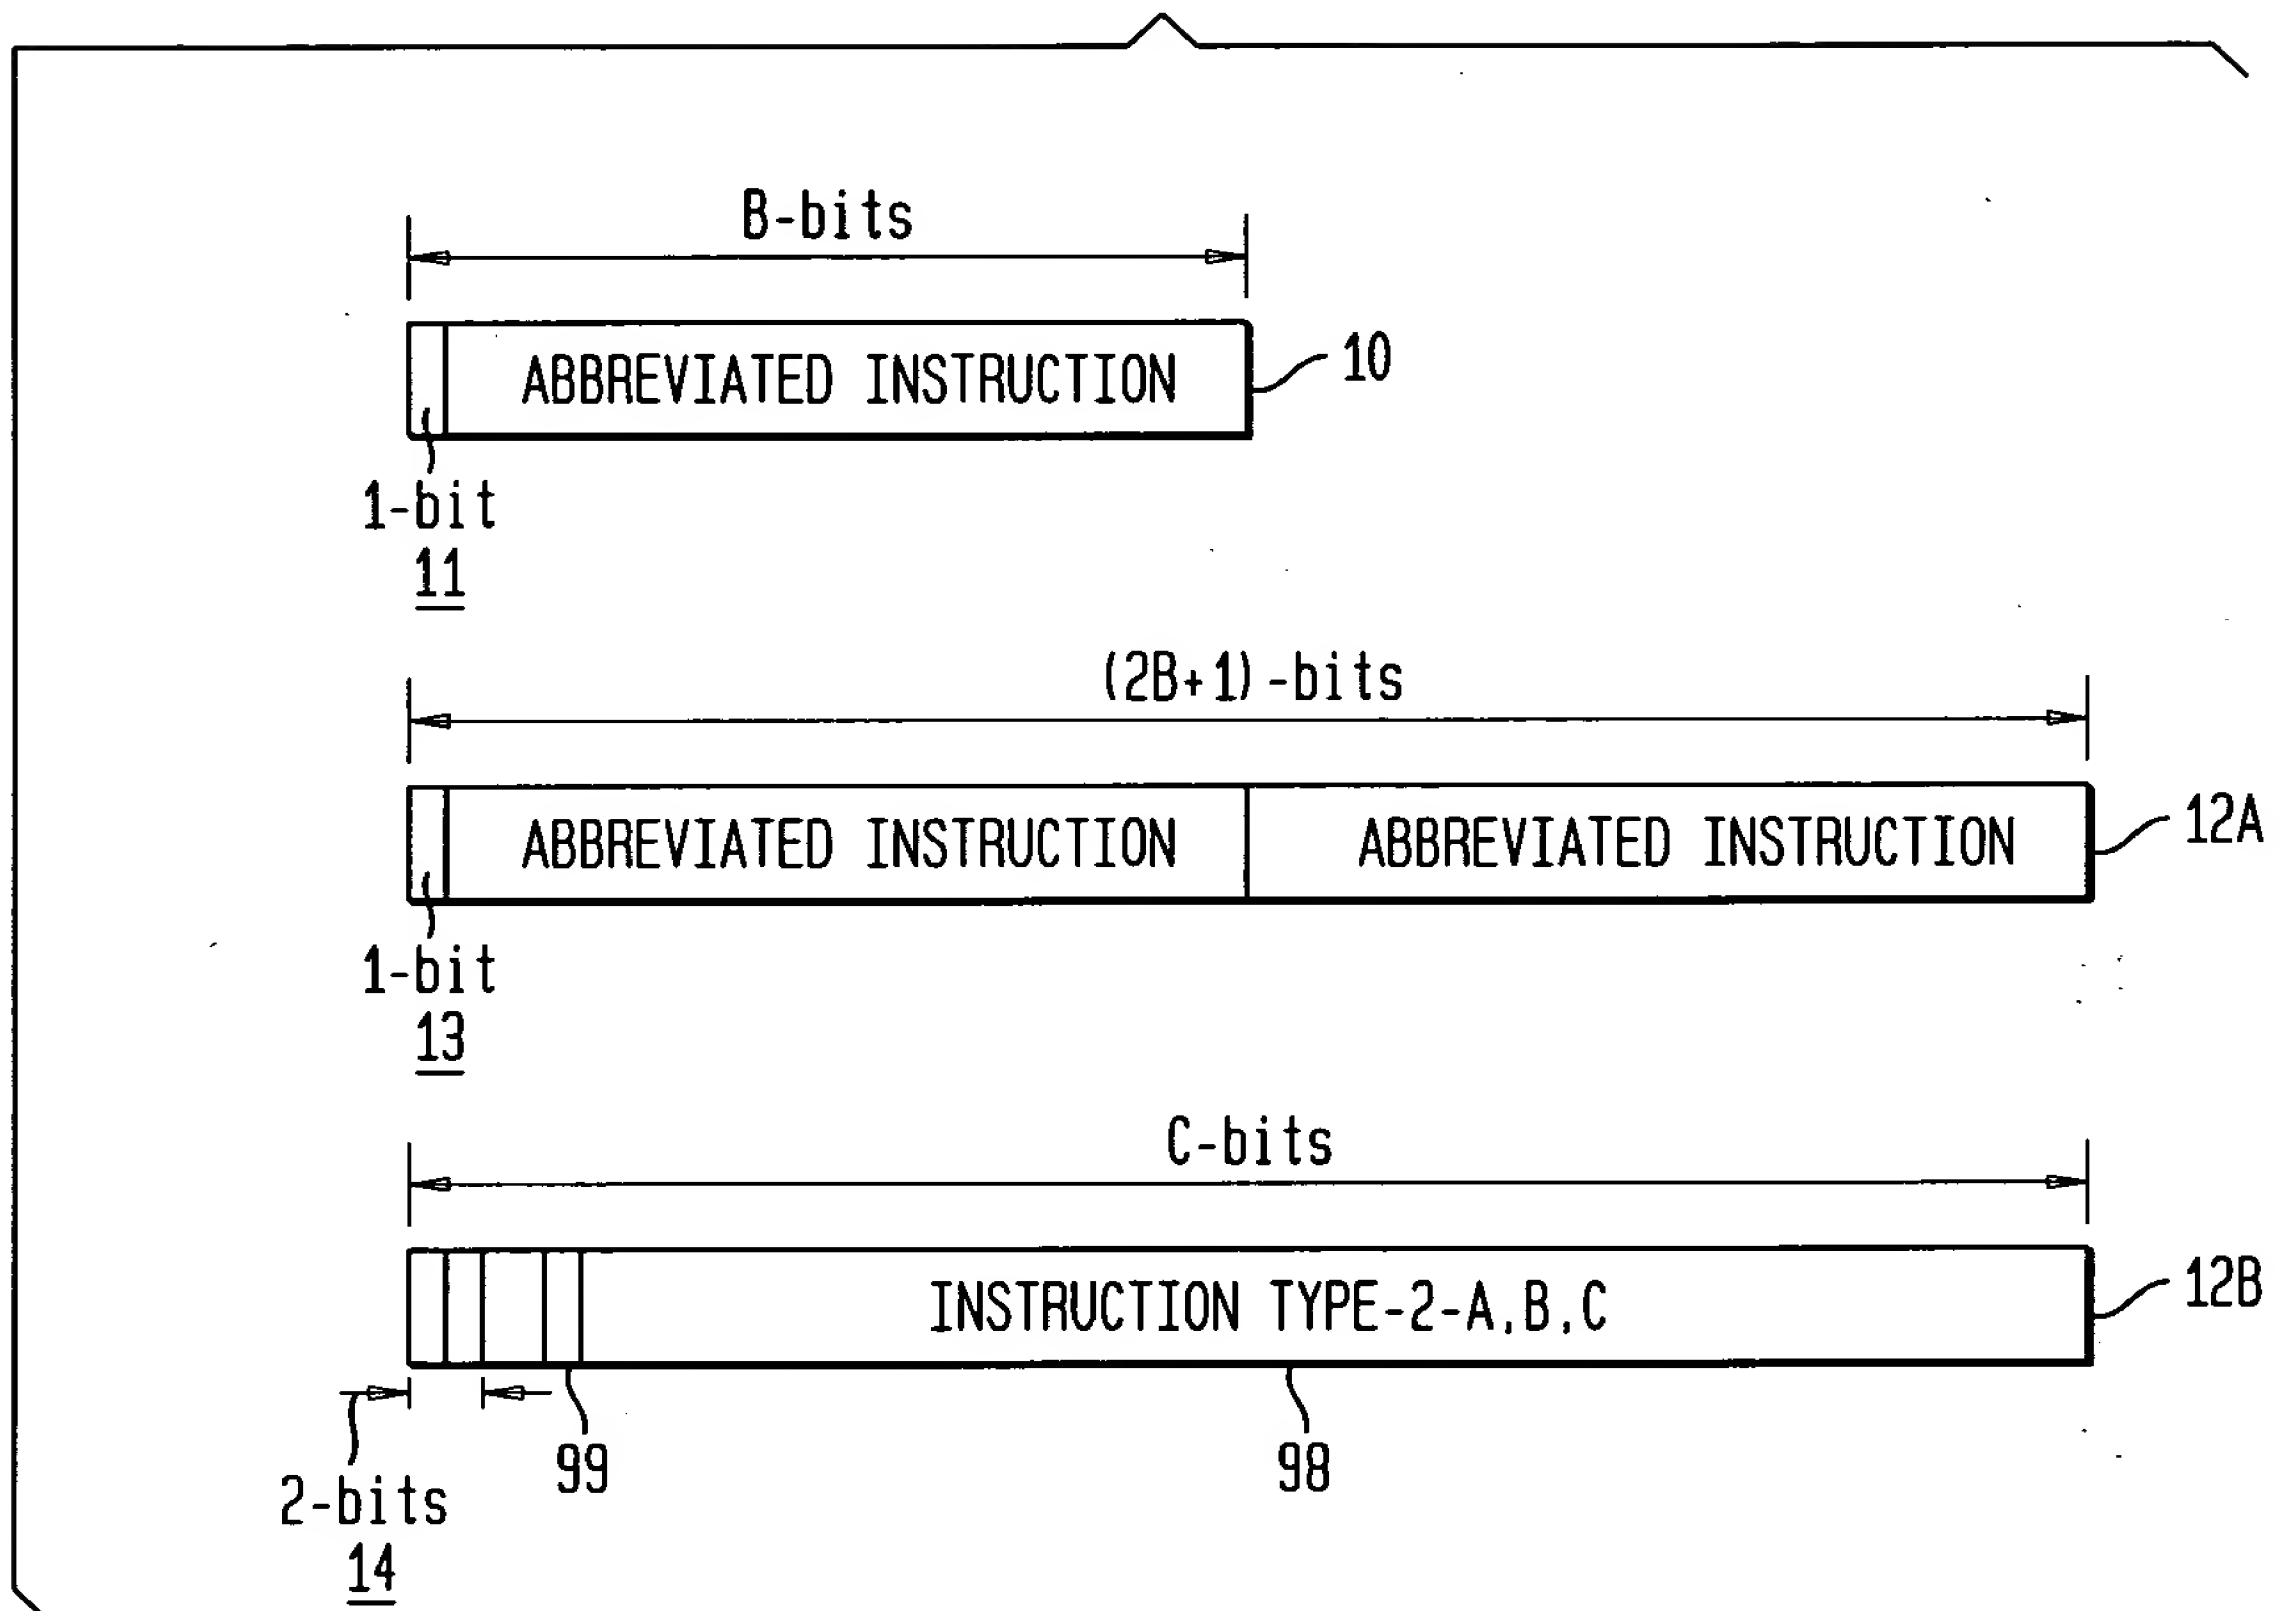 B-bits
ABBREVIATED INSTRUCTION
10
1-bit
11
(2B+1)-bits
ABBREVIATED INSTRUCTION ABBREVIATED INSTRUCTION
12A
1-bit
13
C-bits
INSTRUCTION TYPE-2-A,B,C
12B
2-bits
14
99
98